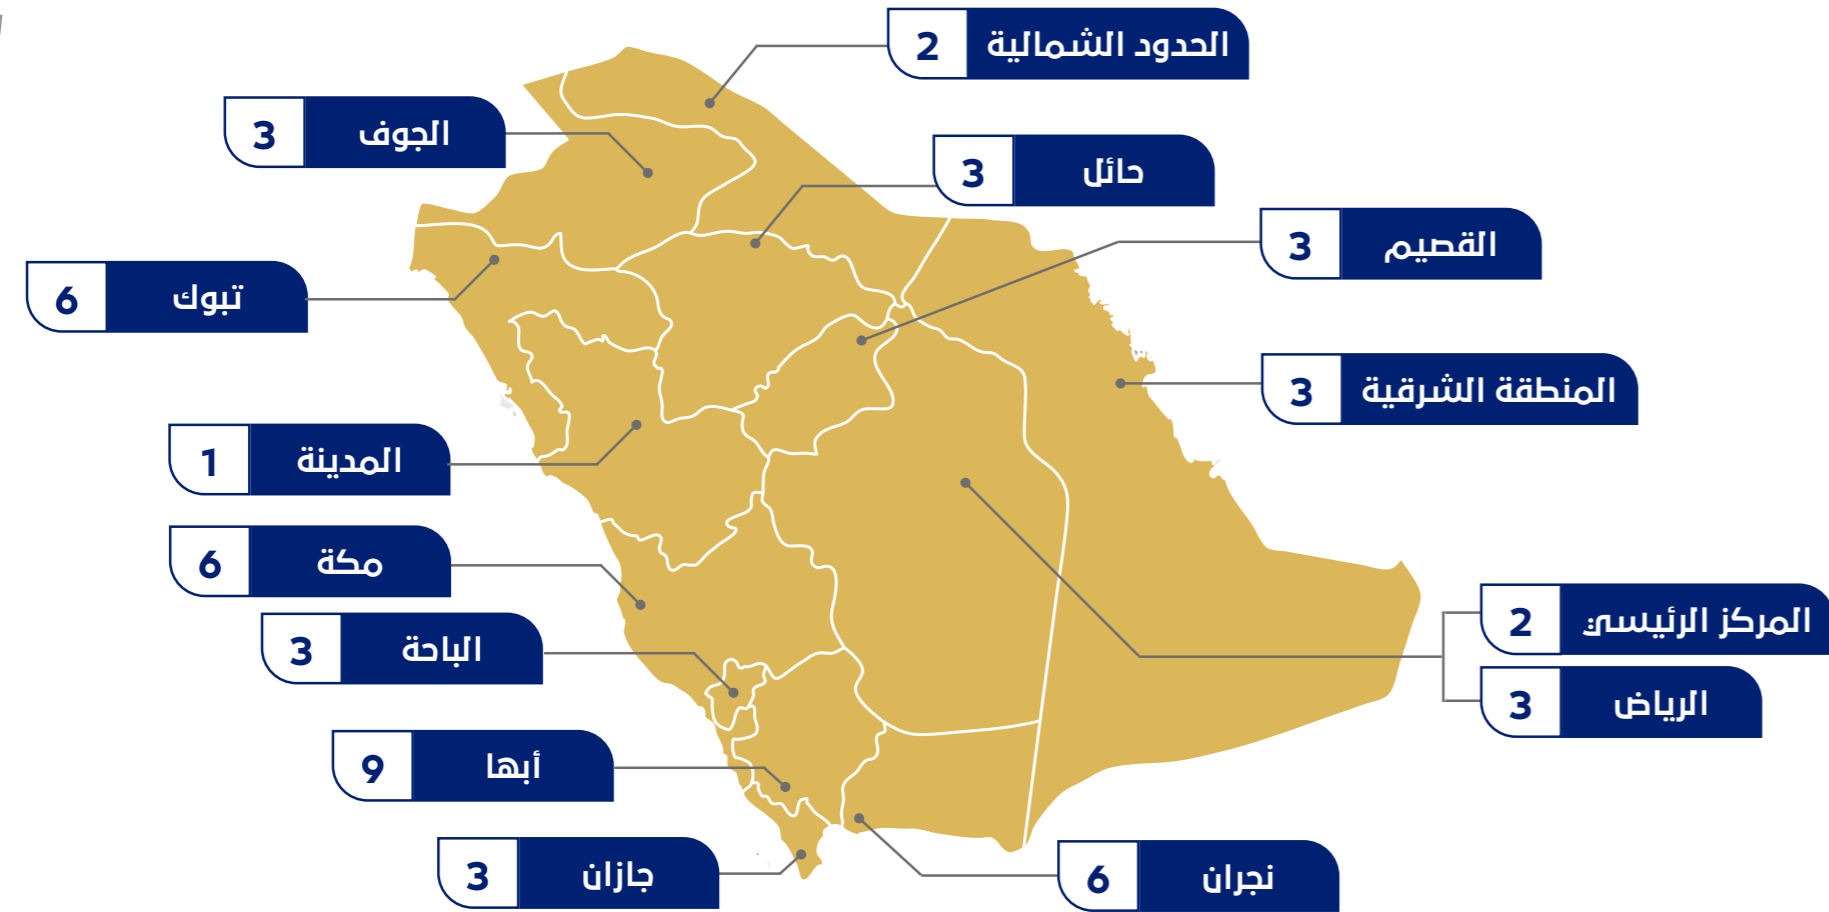 الحدود الشمالية 2
الجوف 3
حائل 3
القصيم 3
تبوك 6
المنطقة الشرقية 3
المدينة 1
مكة 6
المركز الرئيسي 2
الباحة 3
الرياض 3
أبها 9
جازان 3
نجران 6